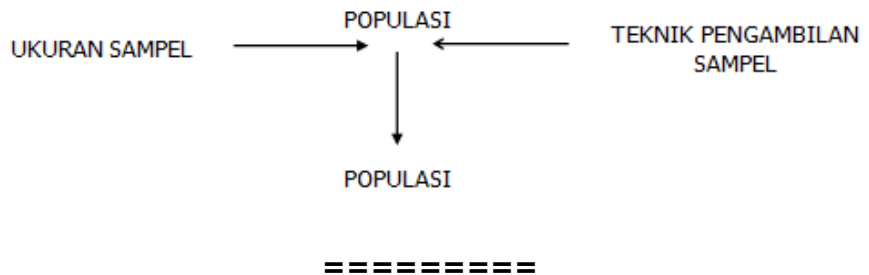 POPULASI
UKURAN SAMPEL
TEKNIK PENGAMBILAN
SAMPEL
POPULASI
=========